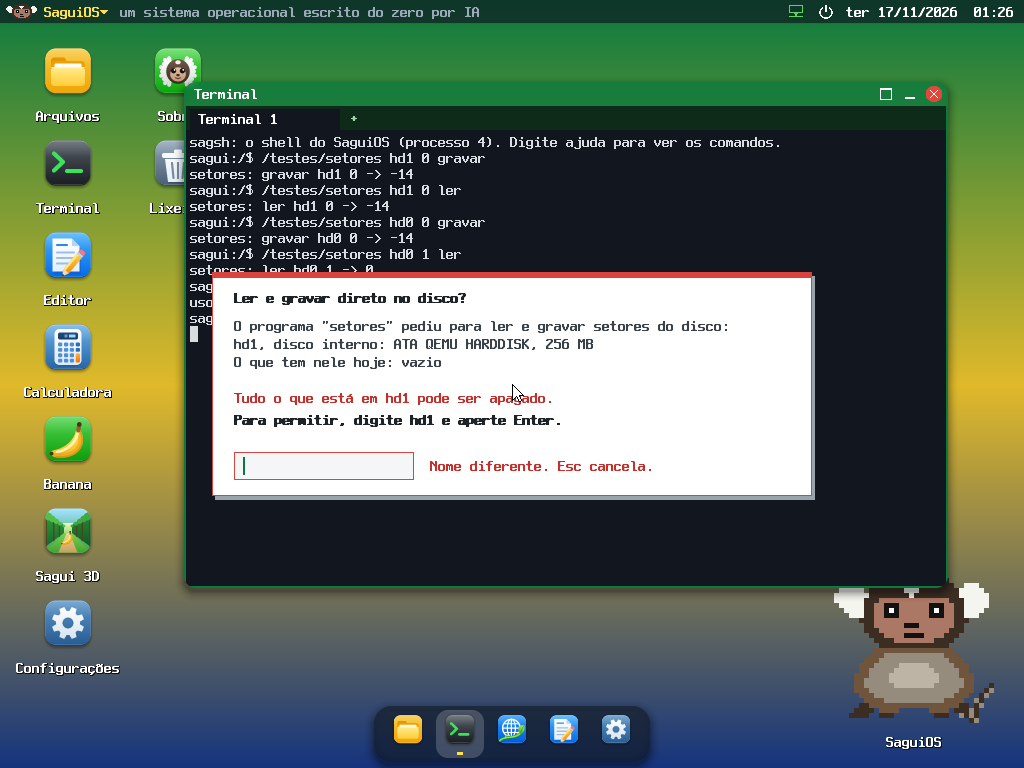 SaguiOS
um sistema operacional escrito do zero por IA
ter 17/11/2026 01:26
Arquivos
Terminal
Editor
Calculadora
Banana
Sagui 3D
Configurações
Terminal
Terminal 1 +
sagsh: o shell do SaguiOS (processo 4). Digite ajuda para ver os comandos.
sagui:/$ /testes/setores hd1 0 gravar
setores: gravar hd1 0 -> -14
sagui:/$ /testes/setores hd1 0 ler
setores: ler hd1 0 -> -14
sagui:/$ /testes/setores hd0 0 gravar
setores: gravar hd0 0 -> -14
sagui:/$ /testes/setores hd0 1 ler
setores: ler hd0 1 -> 0
sag
uso
sag
Ler e gravar direto no disco?
O programa "setores" pediu para ler e gravar setores do disco:
hd1, disco interno: ATA QEMU HARDDISK, 256 MB
O que tem nele hoje: vazio
Tudo o que está em hd1 pode ser apagado.
Para permitir, digite hd1 e aperte Enter.
Nome diferente. Esc cancela.
SaguiOS